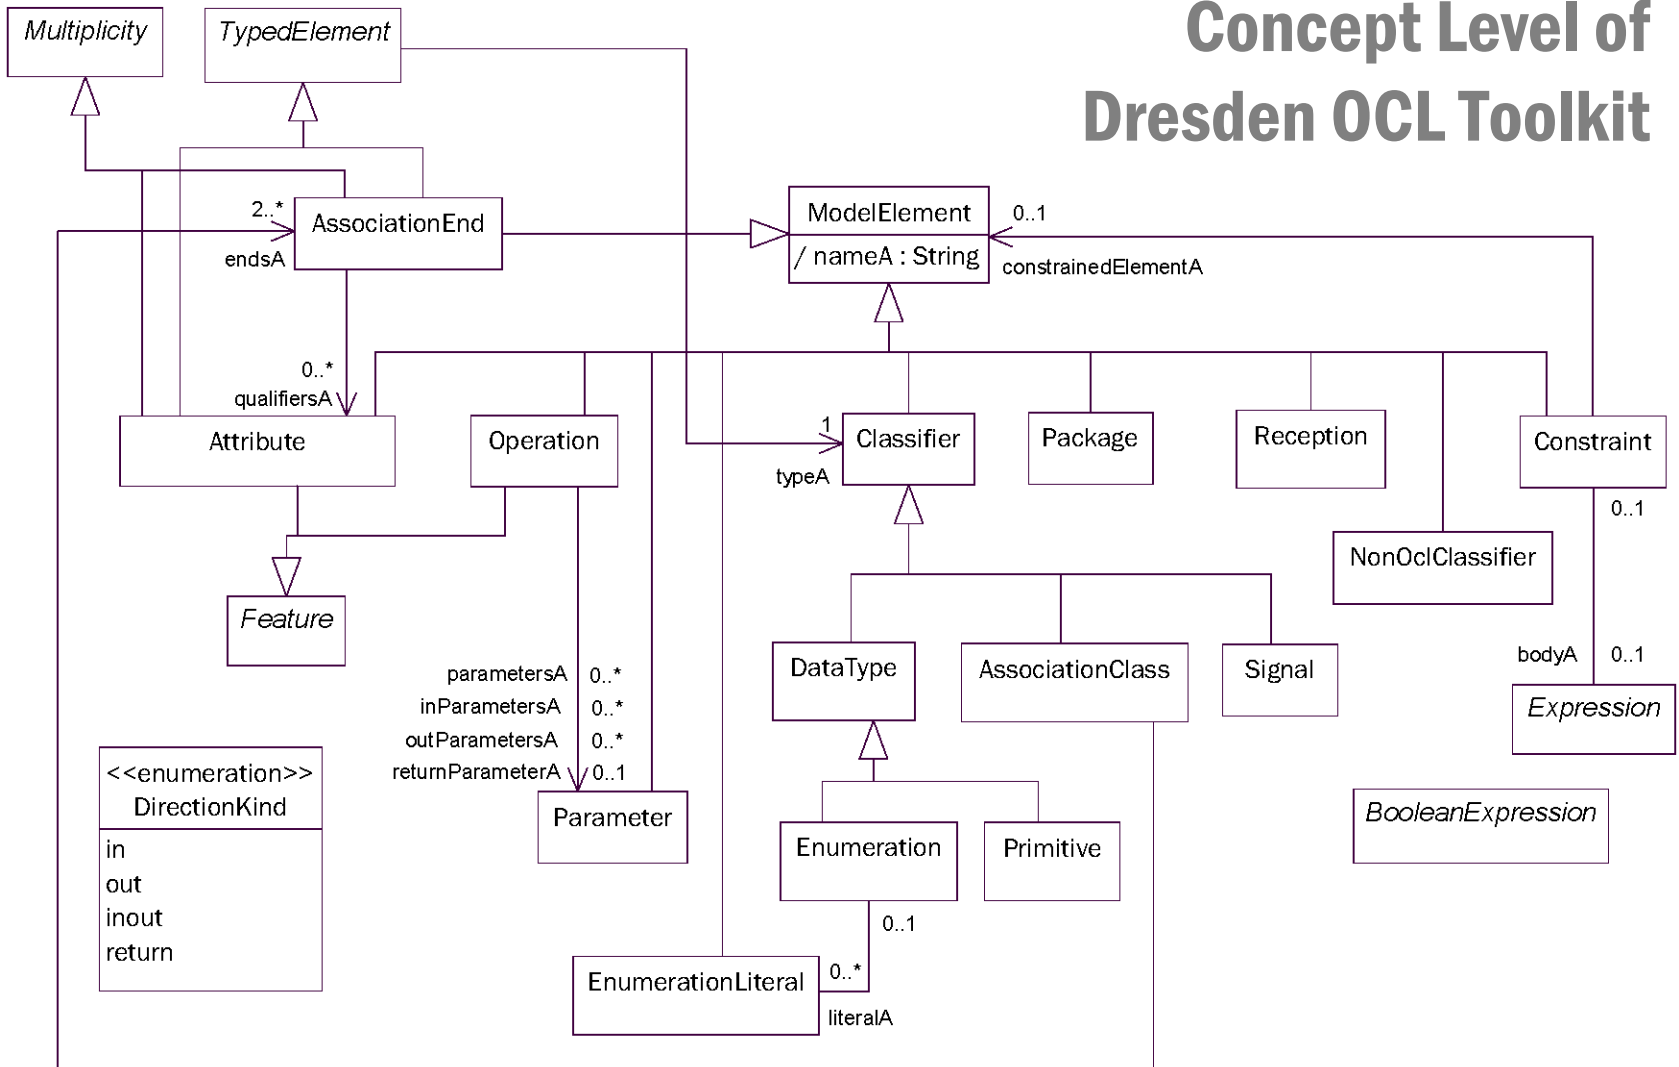 Concept Level of
Dresden OCL Toolkit
Multiplicity
TypedElement
2..*
AssociationEnd
endsA
ModelElement
/ nameA : String
0..1
constrainedElementA
0..*
qualifiersA
Attribute
Operation
1
Classifier
typeA
Package
Reception
Constraint
0..1
NonOclClassifier
Feature
parametersA 0..*
inParametersA 0..*
outParametersA 0..*
returnParameterA 0..1
Parameter
DataType
AssociationClass
Signal
bodyA 0..1
Expression
<<enumeration>>
DirectionKind
in
out
inout
return
BooleanExpression
Enumeration
Primitive
0..1
EnumerationLiteral
0..*
literalA